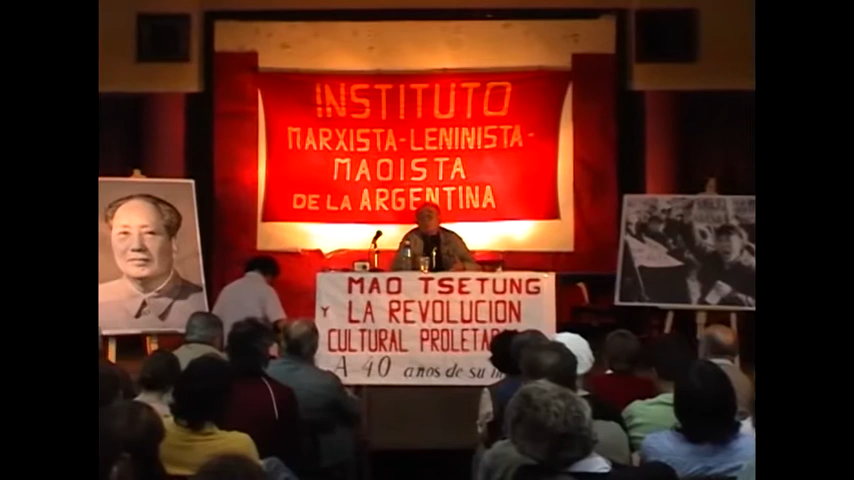 INSTITUTO
MARXISTA-LENINISTA-
MAOISTA
DE LA ARGENTINA
MAO TSETUNG
Y LA REVOLUCION
CULTURAL
A 40 años de su